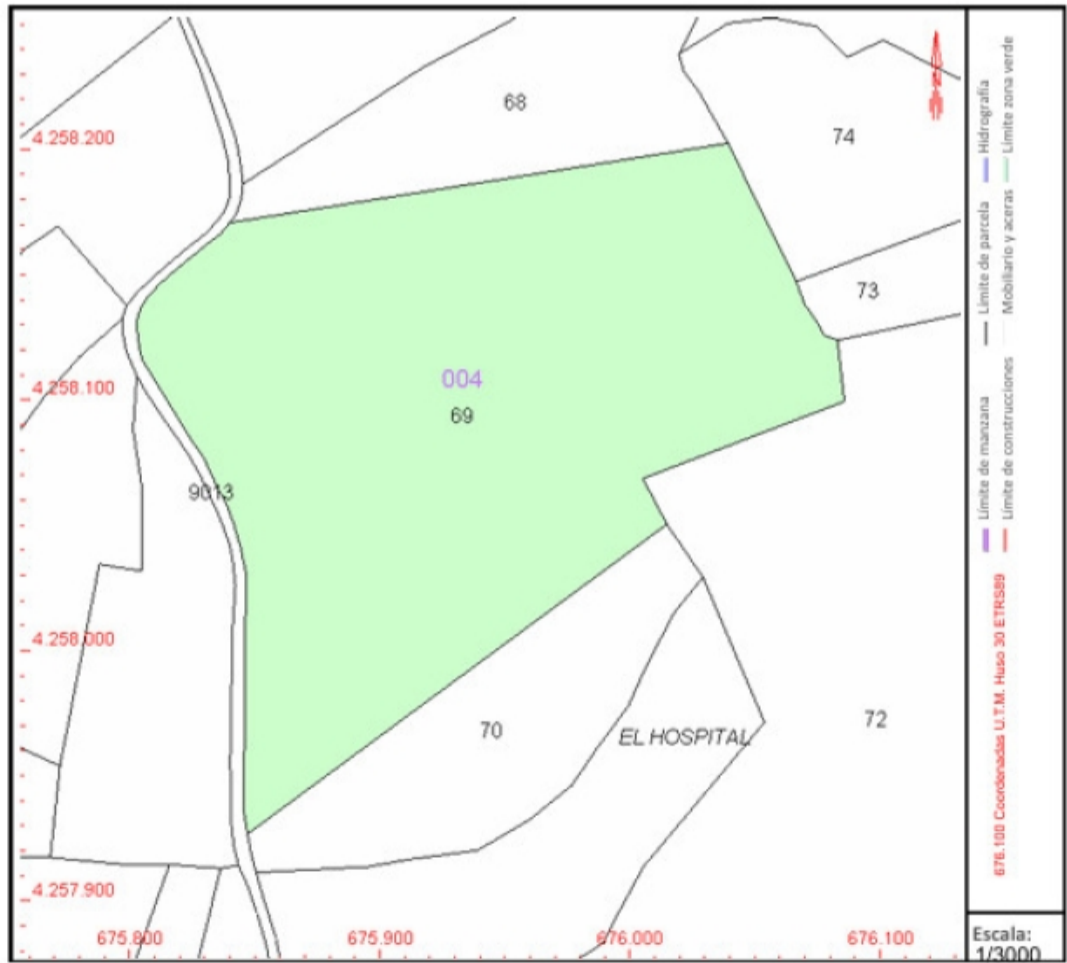 68
74
4.258.200
73
004
4.258.100
69
9013
4.258.000
70
72
EL HOSPITAL
4.257.900
675.800
675.900
676.000
676.100
Hidrografía
Límite zona verde
Límite de parcela
Mobiliario y aceras
Límite de manzana
Límite de construcciones
676.100 Coordenadas U.T.M. Huso 30 ETRS89
Escala:
1/3000